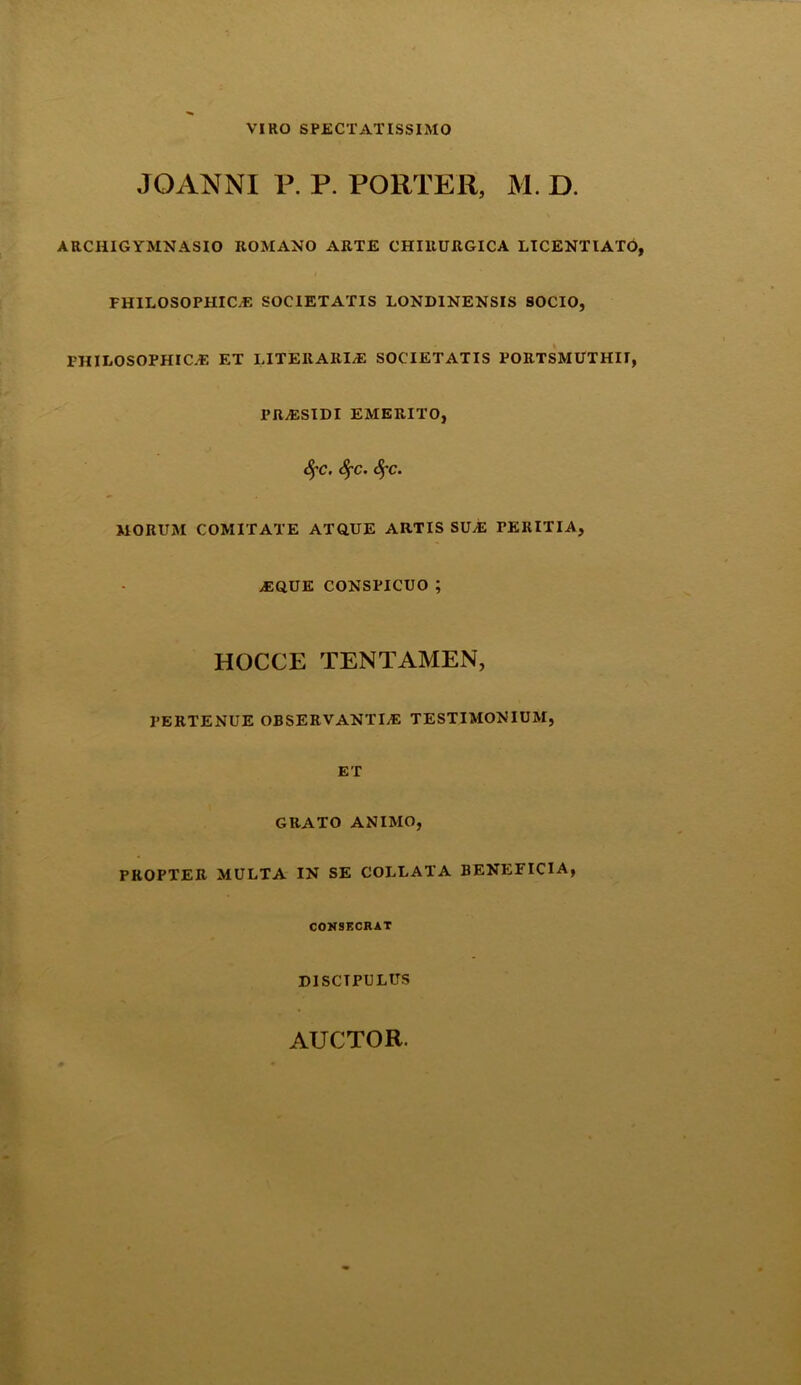 VIRO SPECTATISSIMO
JOANNI P. P. PORTER, M. D.
ARCHIGYMNASIO ROMANO ARTE CHIRURGICA LICENTIATO,
PHILOSOPHICÆ SOCIETATIS LONDINENSIS SOCIO,
PHILOSOPHICÆ ET LITERARIÆ SOCIETATIS PORTSMUTHII,
PRÆSIDI EMERITO,
&c. &c. &c.
MORUM COMITATE ATQUE ARTIS SUÆ PERITIA,
ÆQUE CONSPICUO ;
HOCCE TENTAMEN,
PERTENUE OBSERVANTIÆ TESTIMONIUM,
ET
GRATO ANIMO,
PROPTER MULTA IN SE COLLATA BENEFICIA,
CONSECRAT
DISCIPULUS
AUCTOR.